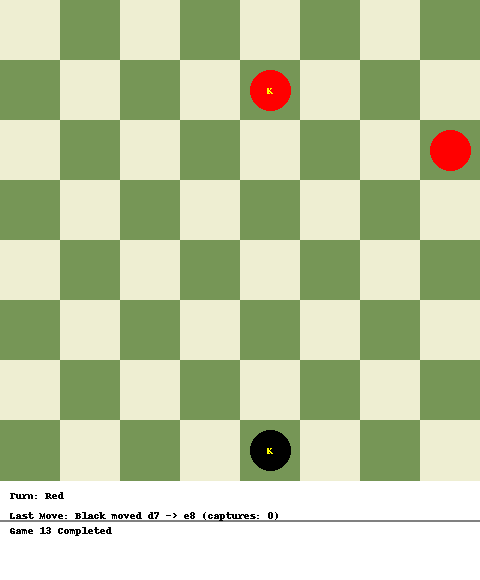 K
K
Turn: Red
Last Move: Black moved d7 -> e8 (captures: 0)
Game 13 Completed